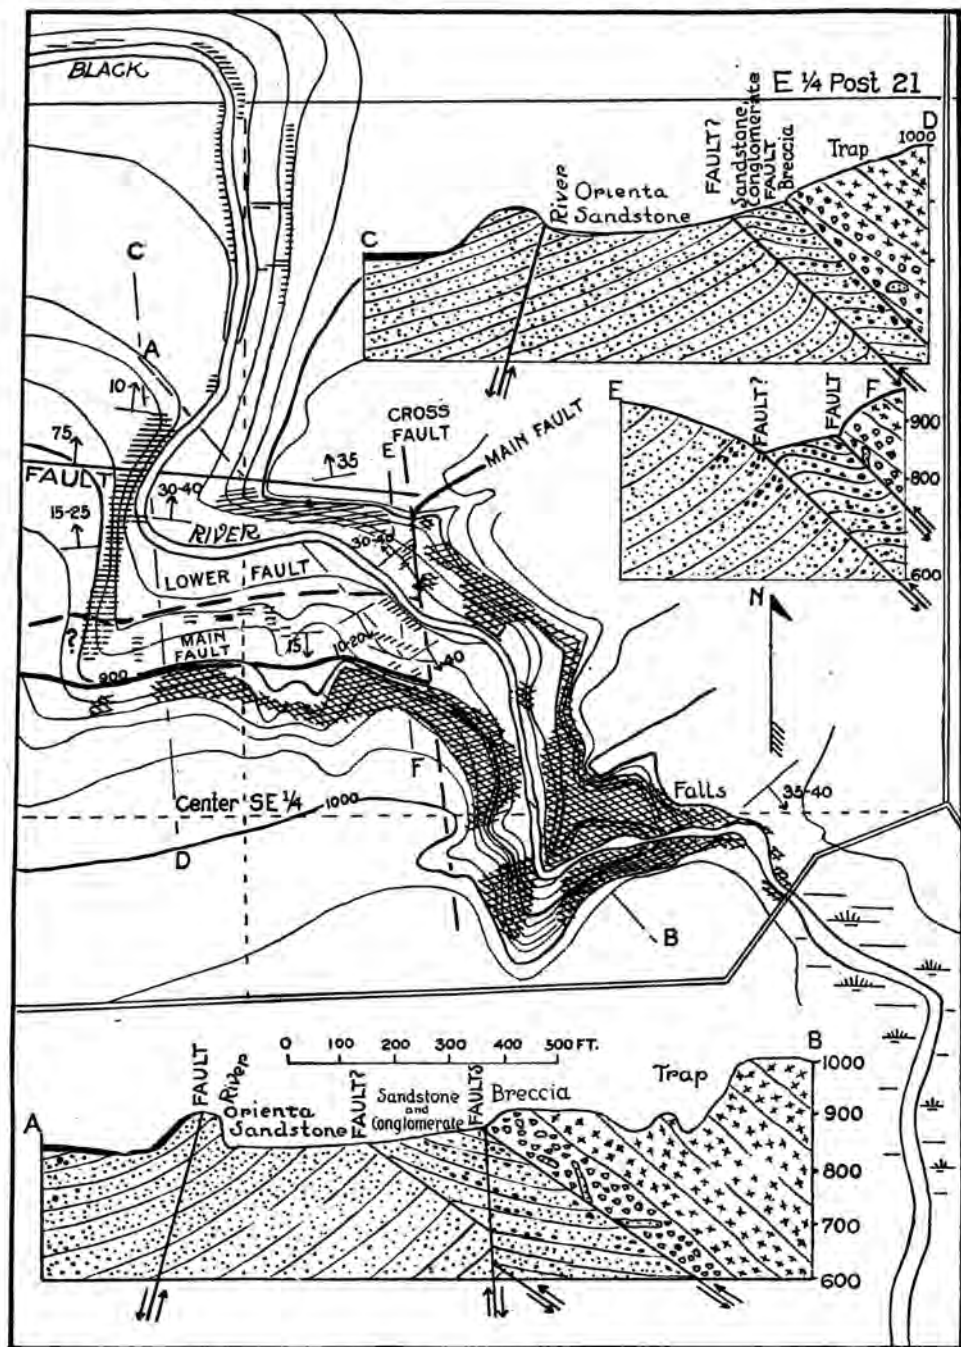 BLACK
E ¼ Post 21
D
1000
FAULT?
Sandstone,
Conglomerate
FAULT
Breccia
Trap
River
Orienta
Sandstone
C
C
A
10
75
FAULT
15-25
30-40
RIVER
35
CROSS
FAULT
E
MAIN FAULT
30-40
LOWER FAULT
?
MAIN
FAULT
900
15
10-20
40
E
FAULT?
FAULT
F
900
800
700
600
N
F
Center SE ¼
1000
D
Falls
35-40
B
0 100 200 300 400 500 FT.
A
FAULT
River
Orienta
Sandstone
FAULT?
Sandstone
and
Conglomerate
FAULTS
Breccia
Trap
B
1000
900
800
700
600